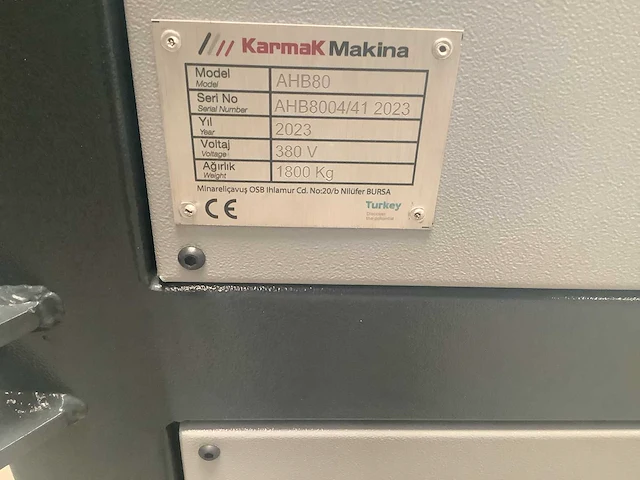 KarmaK Makina
Model AHB80
Model
Seri No AHB8004/41 2023
Serial Number
Yıl 2023
Year
Voltaj 380 V
Voltage
Ağırlık 1800 Kg
Weight
Minareliçavuş OSB Ihlamur Cd. No:20/b Nilüfer BURSA
CE Turkey